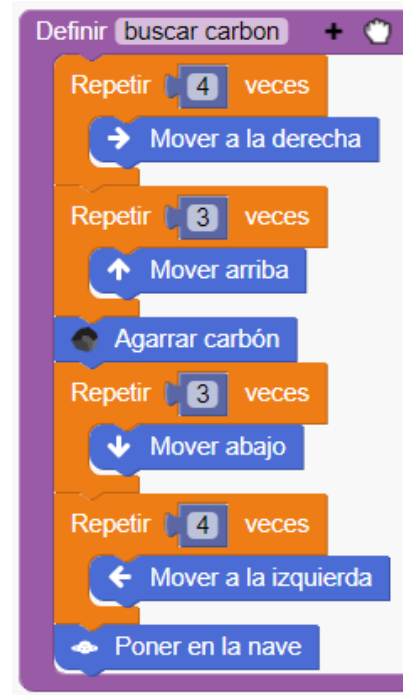 Definir buscar carbon +
Repetir 4 veces
Mover a la derecha
Repetir 3 veces
Mover arriba
Agarrar carbón
Repetir 3 veces
Mover abajo
Repetir 4 veces
Mover a la izquierda
Poner en la nave